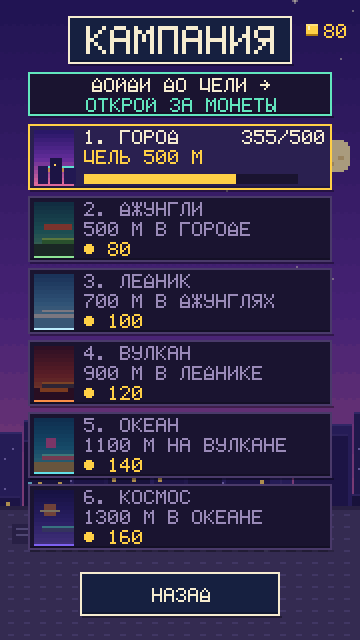 КАМПАНИЯ
80
ДОЙДИ ДО ЦЕЛИ →
ОТКРОЙ ЗА МОНЕТЫ
1. ГОРОД 355/500
ЦЕЛЬ 500 М
2. ДЖУНГЛИ
500 М В ГОРОДЕ
80
3. ЛЕДНИК
700 М В ДЖУНГЛЯХ
100
4. ВУЛКАН
900 М В ЛЕДНИКЕ
120
5. ОКЕАН
1100 М НА ВУЛКАНЕ
140
6. КОСМОС
1300 М В ОКЕАНЕ
160
НАЗАД